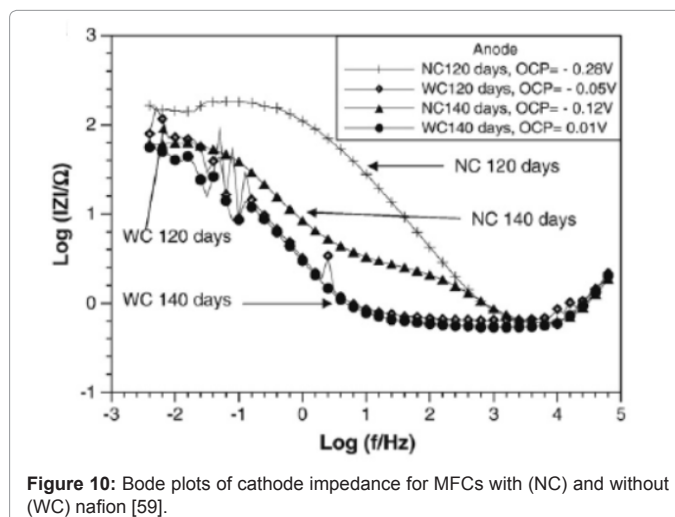 3
2
1
0
-1
-3
-2
-1
0
1
2
3
4
5
Log (IZI/Ω)
Log (f/Hz)
Anode
NC120 days, OCP= - 0.26V
WC120 days, OCP= - 0.05V
NC140 days, OCP= - 0.12V
WC140 days, OCP= 0.01V
NC 120 days
NC 140 days
WC 120 days
WC 140 days
Figure 10: Bode plots of cathode impedance for MFCs with (NC) and without
(WC) nafion [59].